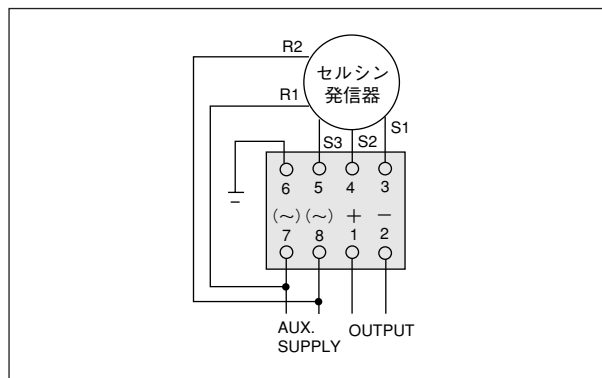 R2
セルシン
発信器
R1
S1
S3 S2
6 5 4 3
(～) (～) + −
7 8 1 2
AUX. OUTPUT
SUPPLY